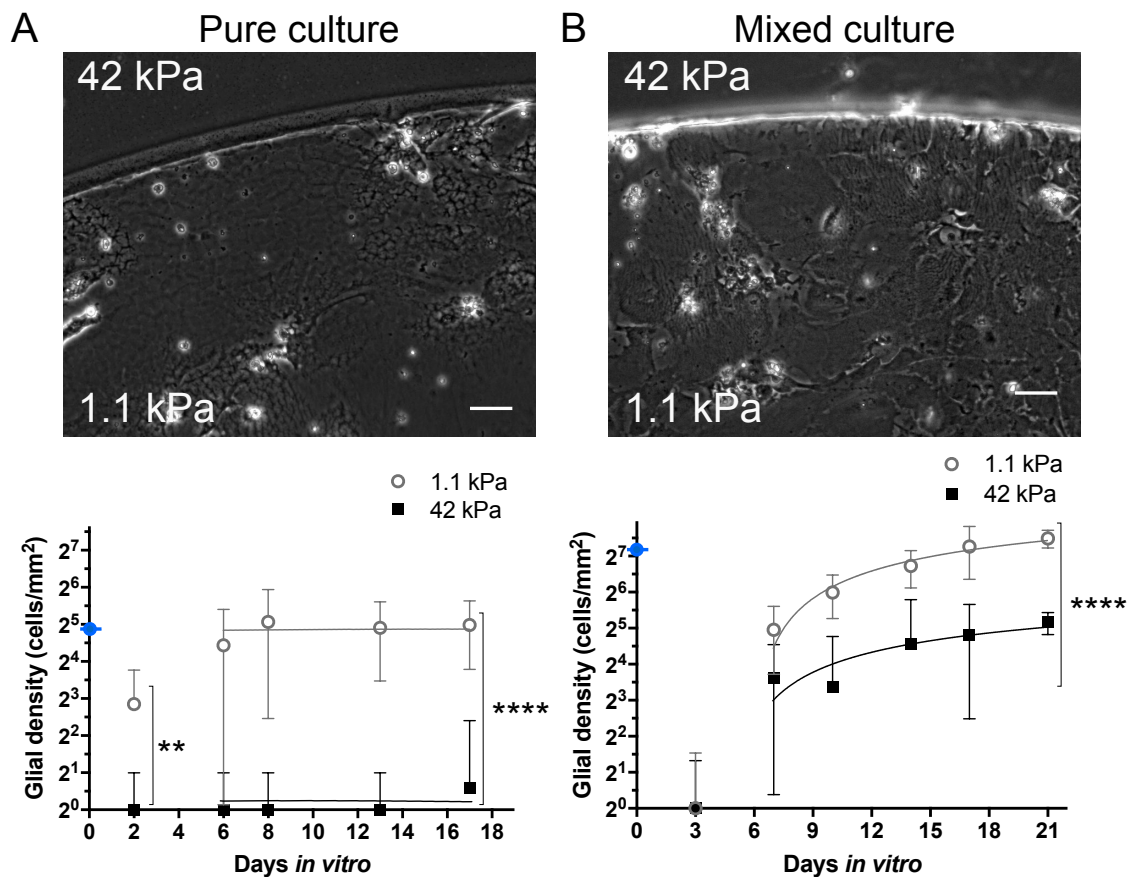 A Pure culture
42 kPa
1.1 kPa
1.1 kPa
42 kPa
Glial density (cells/mm²)
2⁷
2⁶
2⁵
2⁴
2³
2²
2¹
2⁰
**
****
0 2 4 6 8 10 12 14 16 18
Days in vitro
B Mixed culture
42 kPa
1.1 kPa
1.1 kPa
42 kPa
Glial density (cells/mm²)
2⁷
2⁶
2⁵
2⁴
2³
2²
2¹
2⁰
****
0 3 6 9 12 15 18 21
Days in vitro